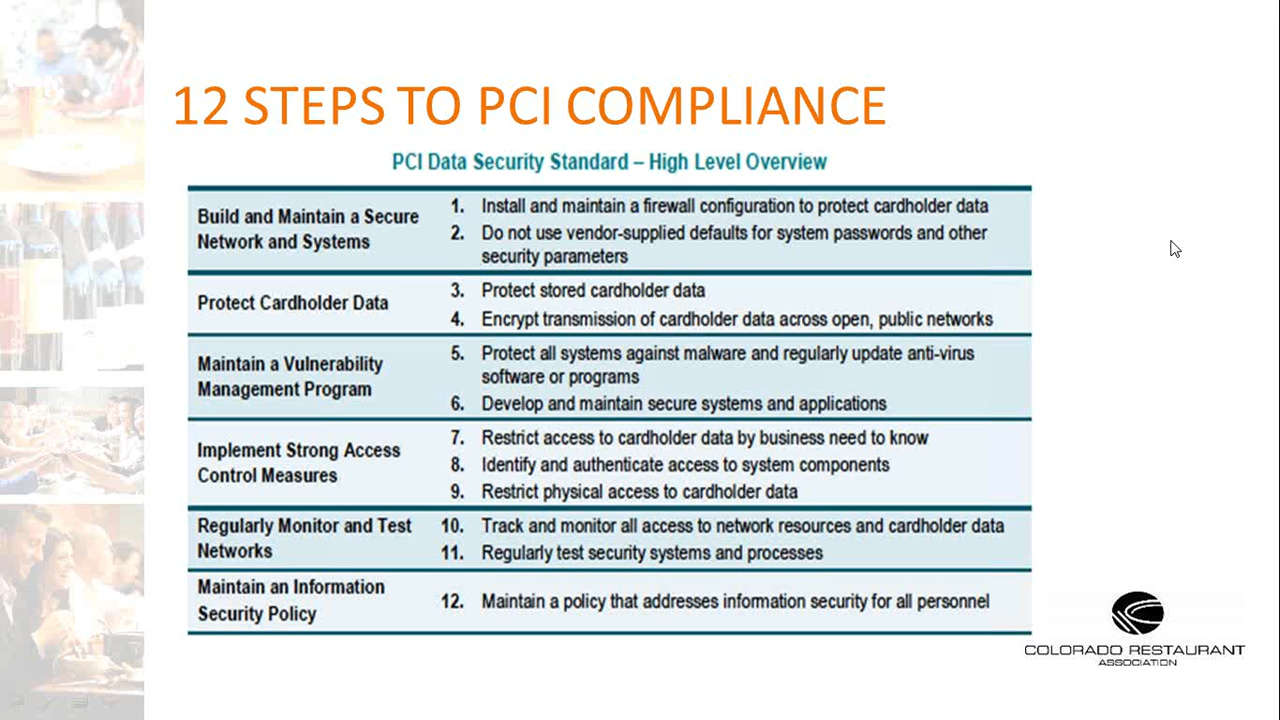 12 STEPS TO PCI COMPLIANCE
PCI Data Security Standard – High Level Overview
Build and Maintain a Secure
Network and Systems
1. Install and maintain a firewall configuration to protect cardholder data
2. Do not use vendor-supplied defaults for system passwords and other
security parameters
Protect Cardholder Data
3. Protect stored cardholder data
4. Encrypt transmission of cardholder data across open, public networks
Maintain a Vulnerability
Management Program
5. Protect all systems against malware and regularly update anti-virus
software or programs
6. Develop and maintain secure systems and applications
Implement Strong Access
Control Measures
7. Restrict access to cardholder data by business need to know
8. Identify and authenticate access to system components
9. Restrict physical access to cardholder data
Regularly Monitor and Test
Networks
10. Track and monitor all access to network resources and cardholder data
11. Regularly test security systems and processes
Maintain an Information
Security Policy
12. Maintain a policy that addresses information security for all personnel
COLORADO RESTAURANT
ASSOCIATION